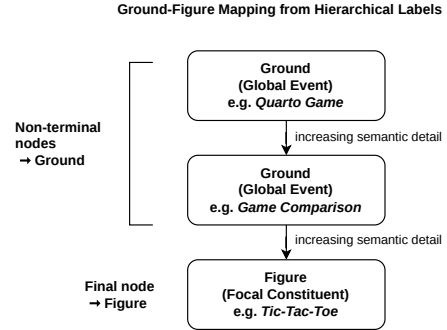 Ground-Figure Mapping from Hierarchical Labels
Ground
(Global Event)
e.g. Quarto Game
increasing semantic detail
Non-terminal
nodes
→ Ground
Ground
(Global Event)
e.g. Game Comparison
increasing semantic detail
Final node
→ Figure
Figure
(Focal Constituent)
e.g. Tic-Tac-Toe